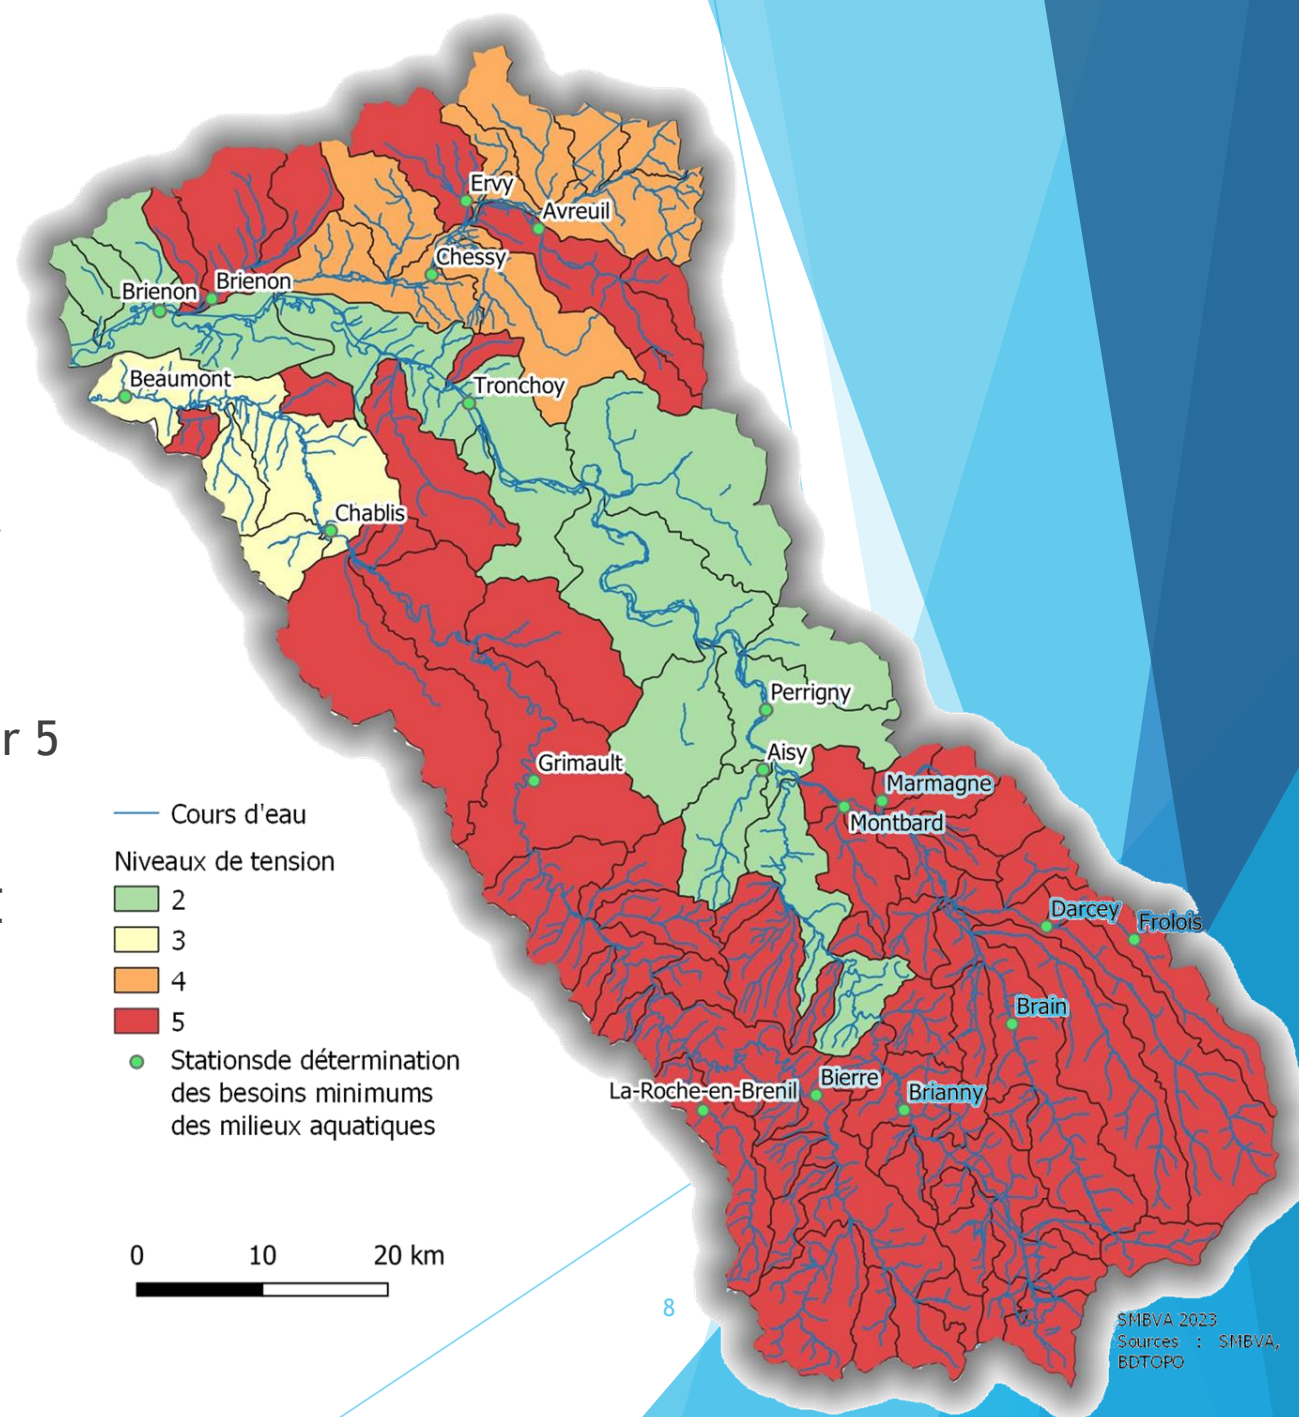 Ervy
Avreuil
Chessy
Brienon
Brienon
Beaumont
Tronchoy
Chablis
Perrigny
r 5
Aisy
Grimault
Marmagne
Montbard
Cours d'eau
Niveaux de tension
2
3
4
5
Darcey
Frolois
Brain
Stationsde détermination
des besoins minimums
des milieux aquatiques
La-Roche-en-Brenil
Bierre
Brianny
0 10 20 km
8
SMBVA 2023
Sources : SMBVA,
BDTOPO